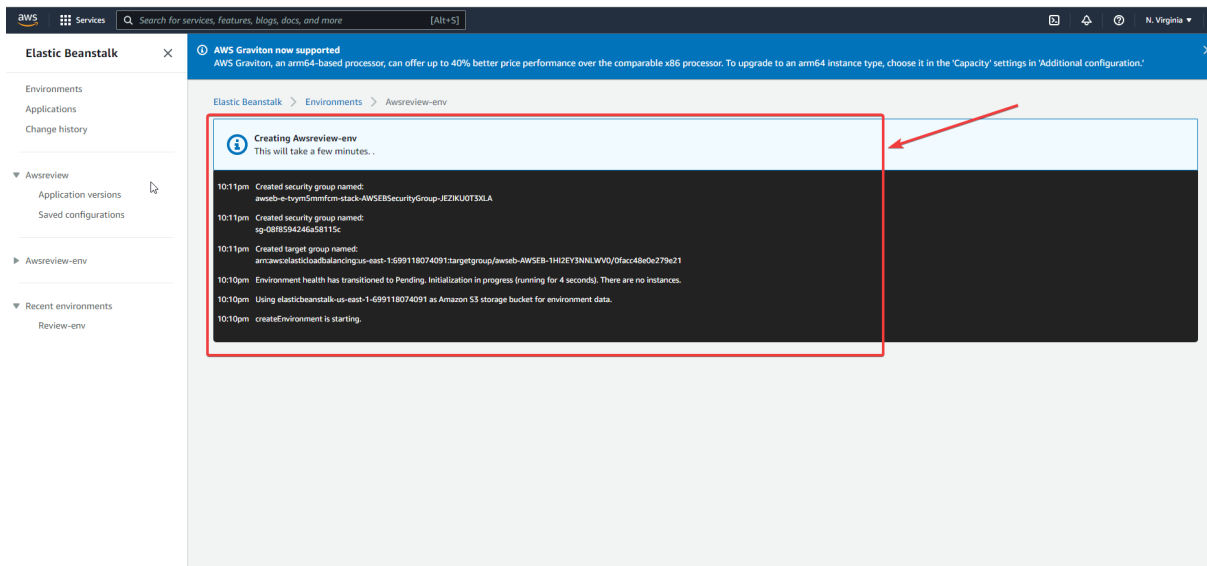 aws Services Search for services, features, blogs, docs, and more [Alt+S] N. Virginia ▼
Elastic Beanstalk
Environments
Applications
Change history
Awsreview
Application versions
Saved configurations
Awsreview-env
Recent environments
Review-env
AWS Graviton now supported
AWS Graviton, an arm64-based processor, can offer up to 40% better price performance over the comparable x86 processor. To upgrade to an arm64 instance type, choose it in the 'Capacity' settings in 'Additional configuration.'
Elastic Beanstalk > Environments > Awsreview-env
Creating Awsreview-env
This will take a few minutes. .
10:11pm Created security group named:
awseb-e-tvym5mmfcm-stack-AWSEBSecurityGroup-JEZIKU0T3XLA
10:11pm Created security group named:
sg-08f8594246a58115c
10:11pm Created target group named:
arn:aws:elasticloadbalancing:us-east-1:699118074091:targetgroup/awseb-AWSEB-1HI2EY3NNLWV0/0facc48e0e279e21
10:10pm Environment health has transitioned to Pending. Initialization in progress (running for 4 seconds). There are no instances.
10:10pm Using elasticbeanstalk-us-east-1-699118074091 as Amazon S3 storage bucket for environment data.
10:10pm createEnvironment is starting.